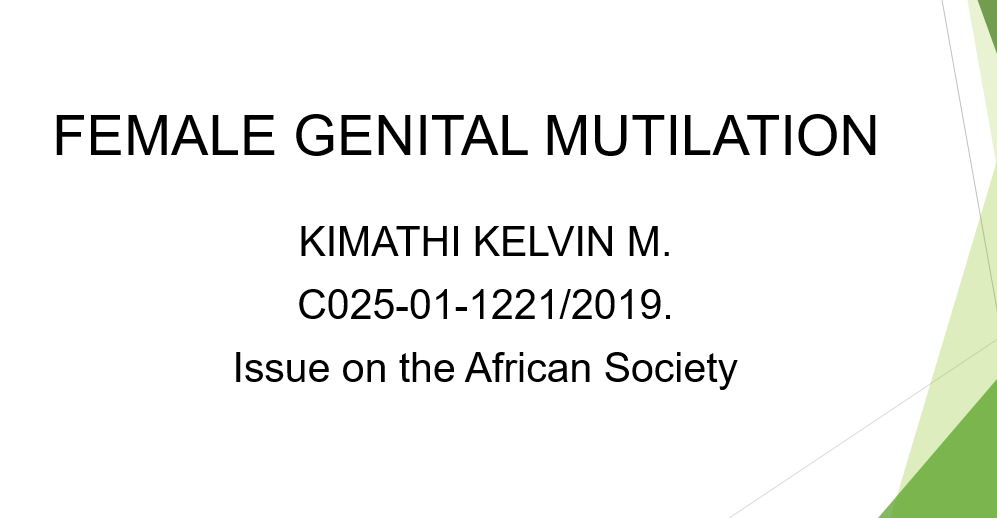 FEMALE GENITAL MUTILATION
KIMATHI KELVIN M.
C025-01-1221/2019.
Issue on the African Society